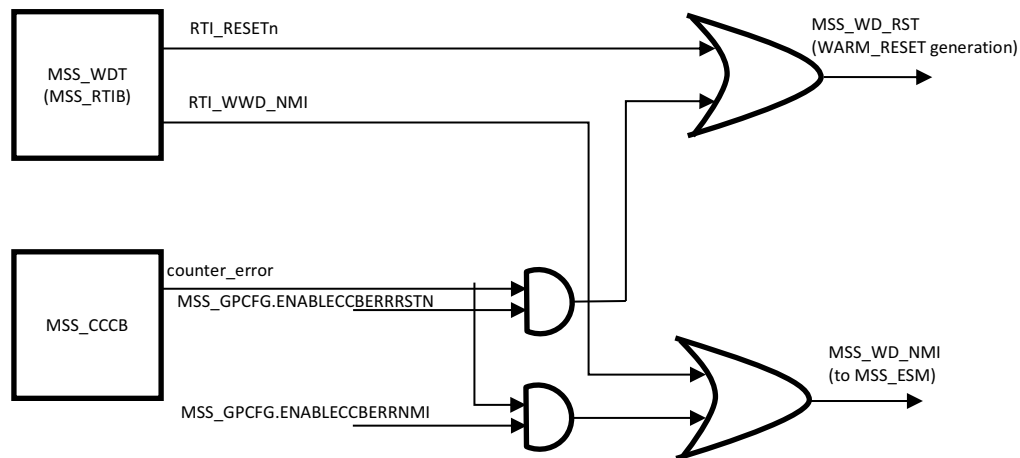 RTI_RESETn
MSS_WD_RST
(WARM_RESET generation)
MSS_WDT
(MSS_RTIB)
RTI_WWD_NMI
counter_error
MSS_GPCFG.ENABLECCBERRRSTN
MSS_CCCB
MSS_WD_NMI
(to MSS_ESM)
MSS_GPCFG.ENABLECCBERRNMI